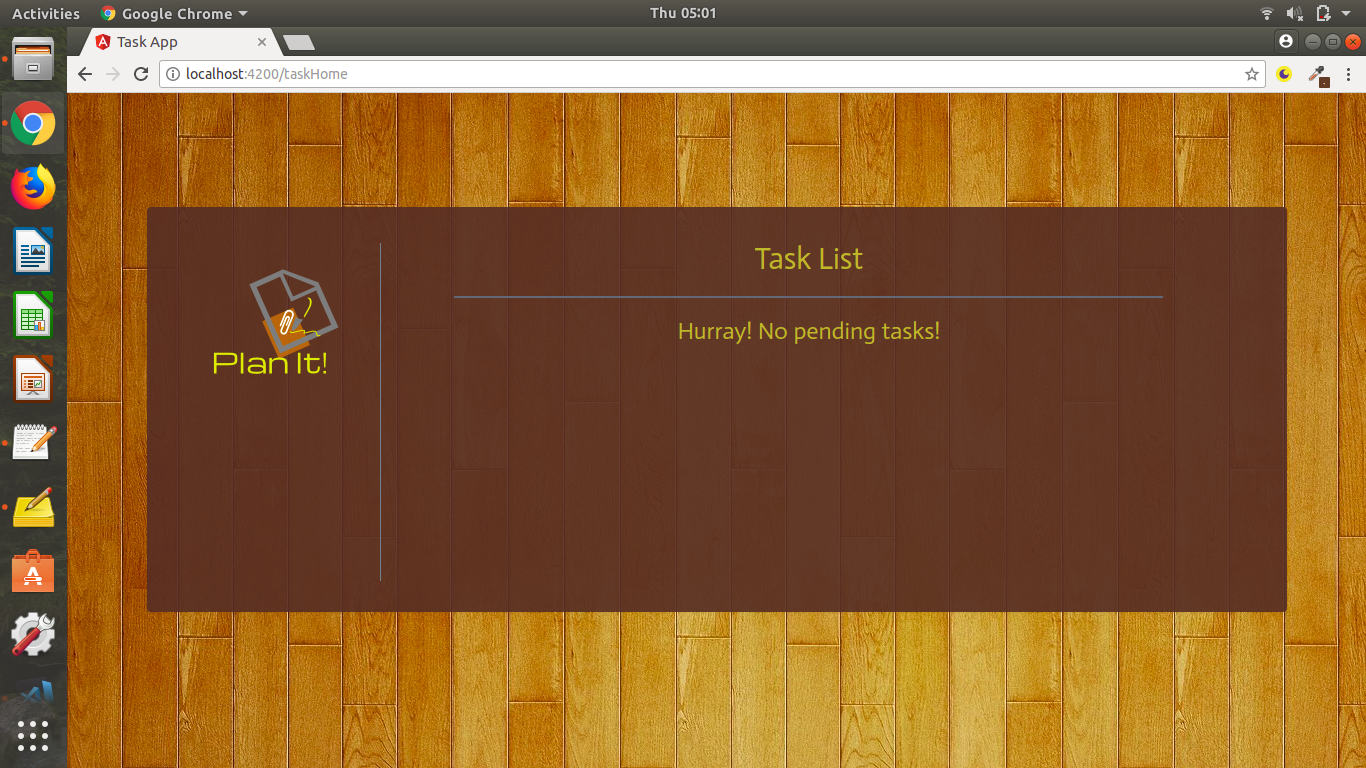 Activities
Google Chrome
Thu 05:01
Task App
localhost:4200/taskHome
Task List
Hurray! No pending tasks!
Plan It!